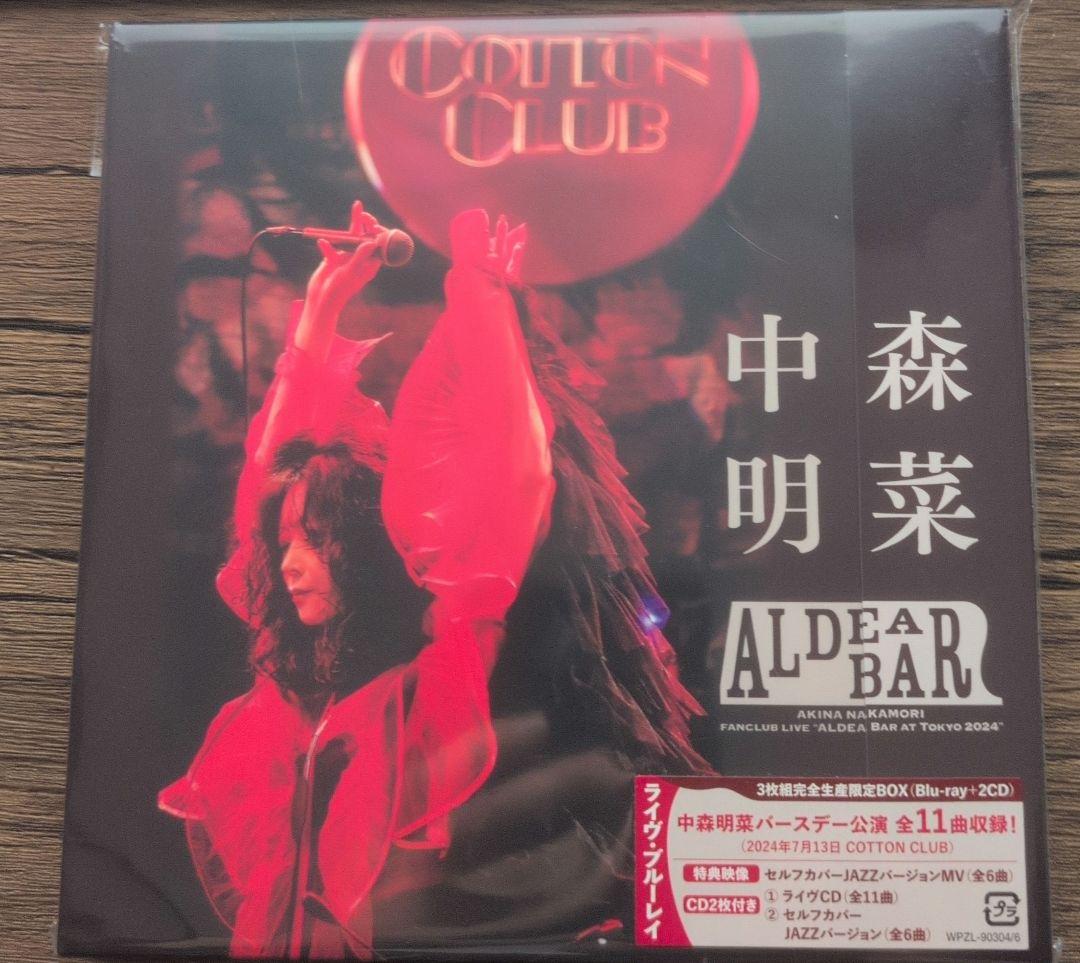 COTTON
CLUB
中森
明菜
ALDEA
BAR
AKINA NAKAMORI
FANCLUB LIVE "ALDEA BAR AT TOKYO 2024"
ライヴ・ブルーレイ
3枚組完全生産限定BOX(Blu-ray+2CD)
中森明菜バースデー公演 全11曲収録!
(2024年7月13日 COTTON CLUB)
特典映像 セルフカバーJAZZバージョンMV(全6曲)
CD2枚付き ① ライヴCD(全11曲)
② セルフカバー
JAZZバージョン(全6曲)
プラ
WPZL-90304/6